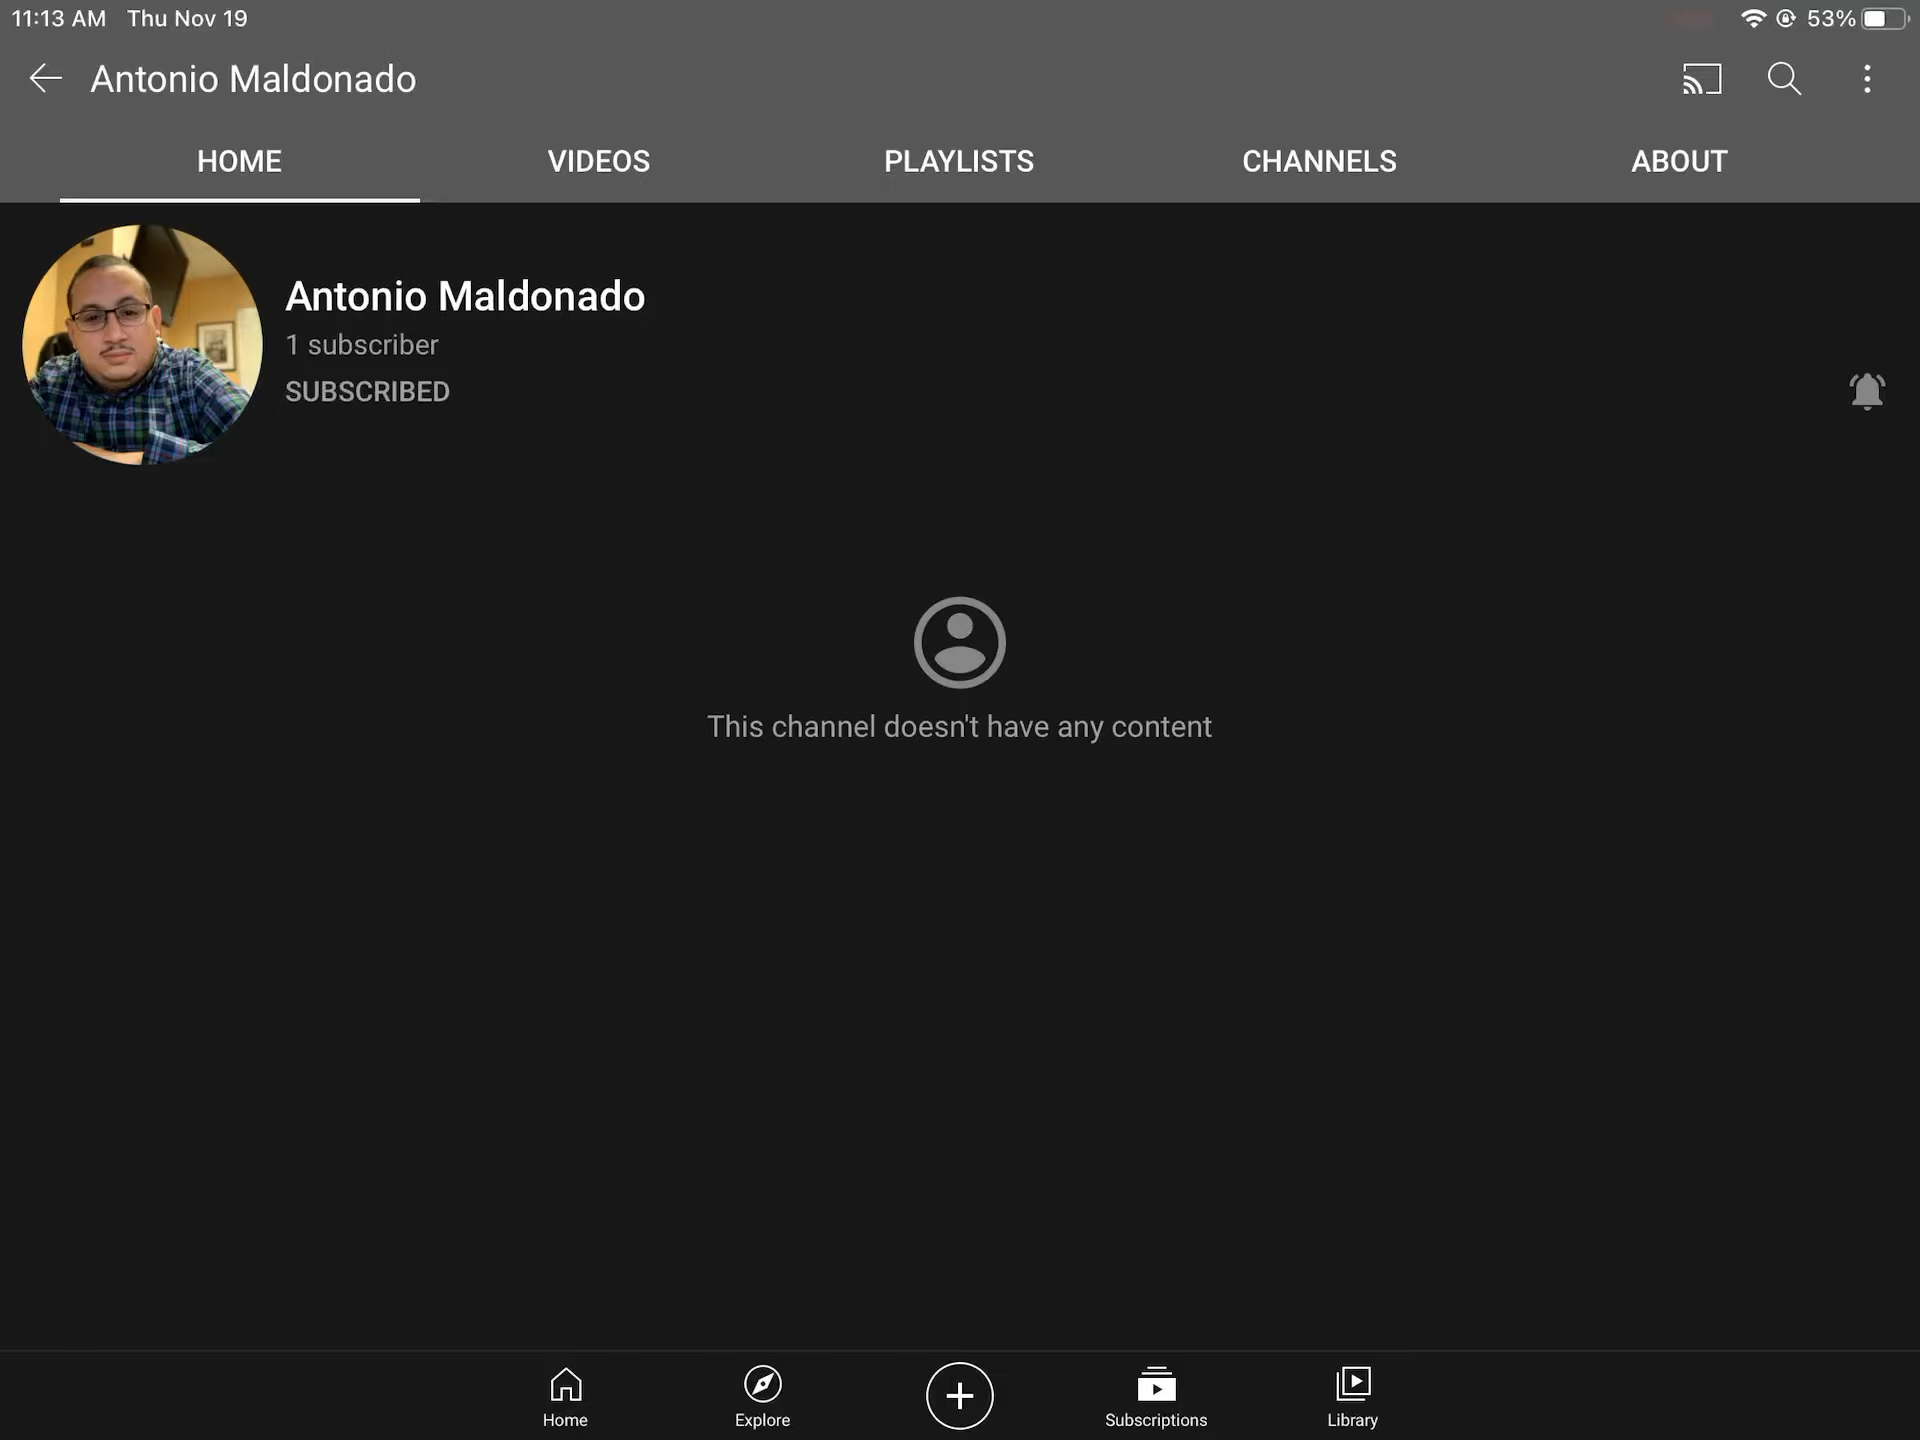 11:13 AM Thu Nov 19 53%
Antonio Maldonado
HOME VIDEOS PLAYLISTS CHANNELS ABOUT
Antonio Maldonado
1 subscriber
SUBSCRIBED
This channel doesn't have any content
Home Explore Subscriptions Library